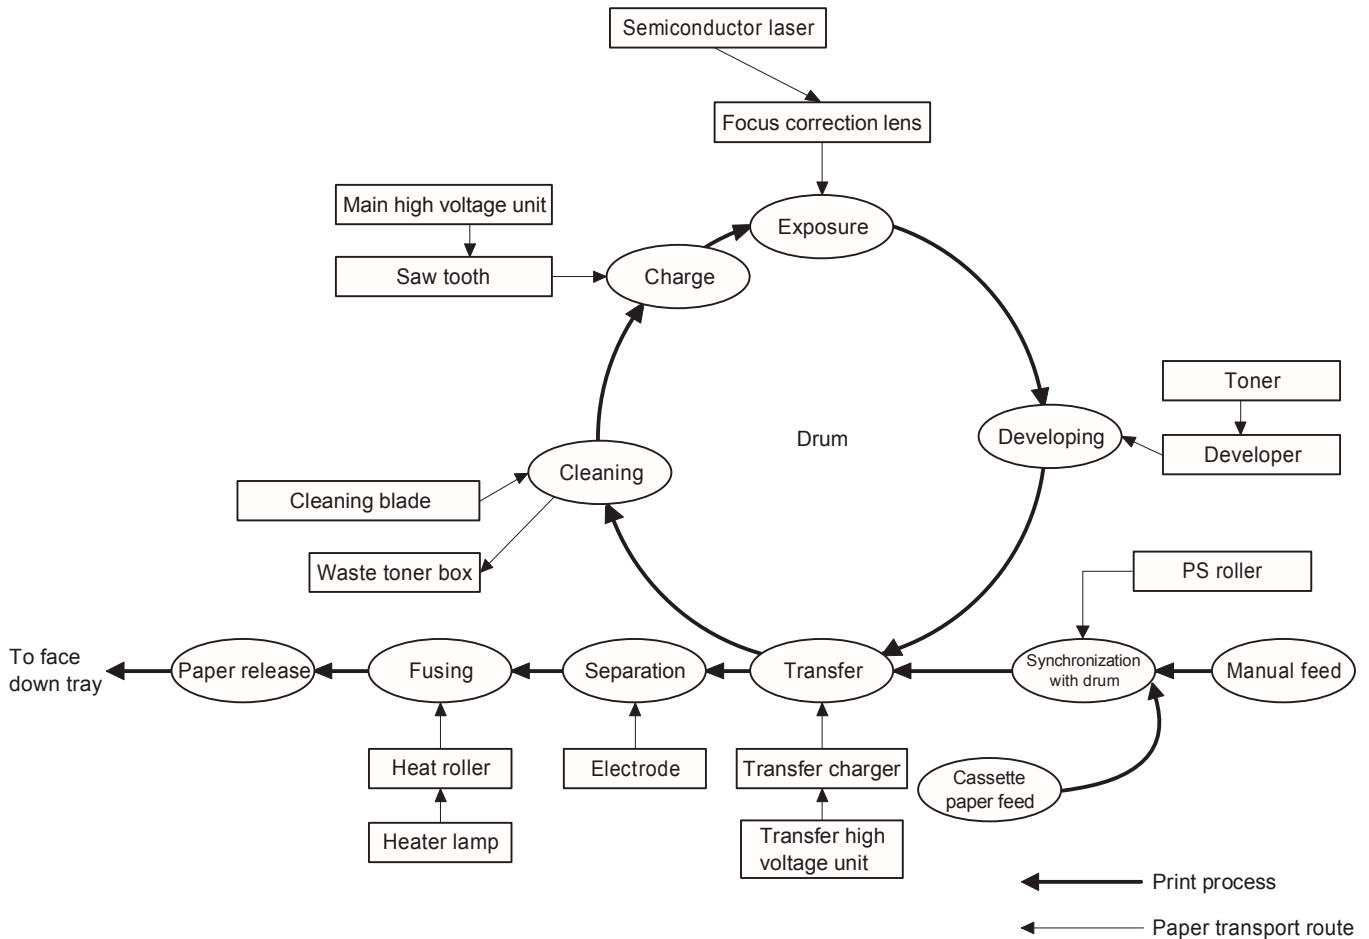 Semiconductor laser
Focus correction lens
Main high voltage unit
Exposure
Saw tooth
Charge
Toner
Drum
Developing
Developer
Cleaning
Cleaning blade
Waste toner box
PS roller
To face
down tray
Paper release
Fusing
Separation
Transfer
Synchronization
with drum
Manual feed
Heat roller
Electrode
Transfer charger
Cassette
paper feed
Heater lamp
Transfer high
voltage unit
Print process
Paper transport route